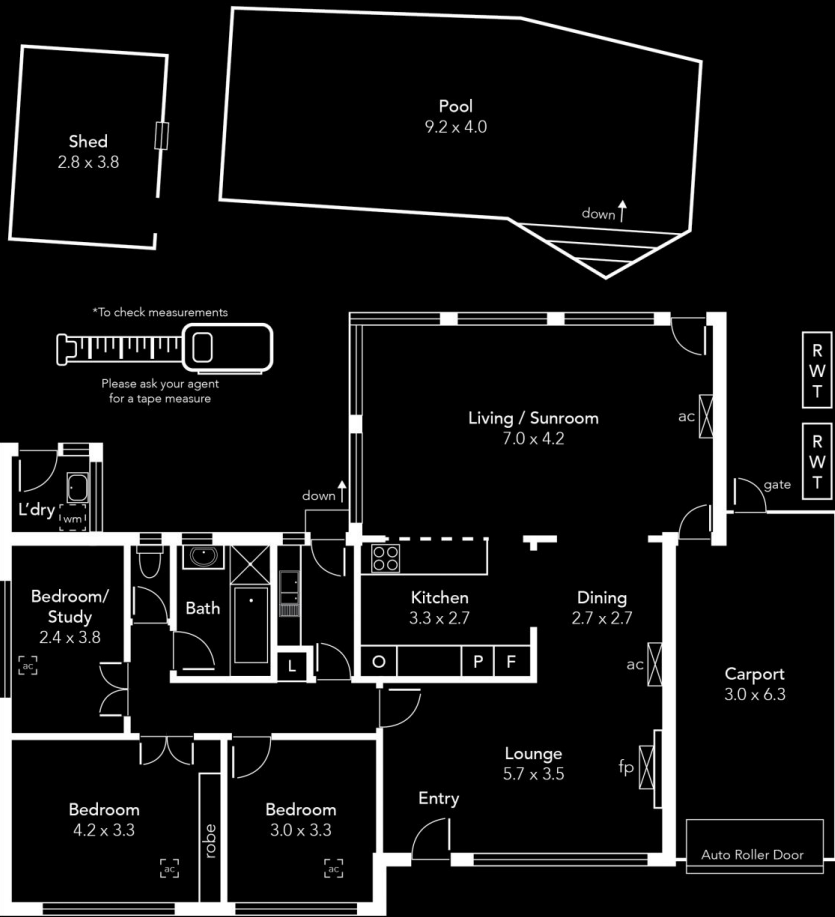 Pool
9.2 x 4.0
Shed
2.8 x 3.8
down
*To check measurements
Please ask your agent
for a tape measure
R
W
T
Living / Sunroom
7.0 x 4.2
ac
R
W
T
gate
down
L'dry
wm
Bedroom/
Study
2.4 x 3.8
ac
Bath
L
Kitchen
3.3 x 2.7
O
P
F
Dining
2.7 x 2.7
ac
Carport
3.0 x 6.3
Lounge
5.7 x 3.5
fp
Entry
Bedroom
4.2 x 3.3
robe
ac
Bedroom
3.0 x 3.3
ac
Auto Roller Door